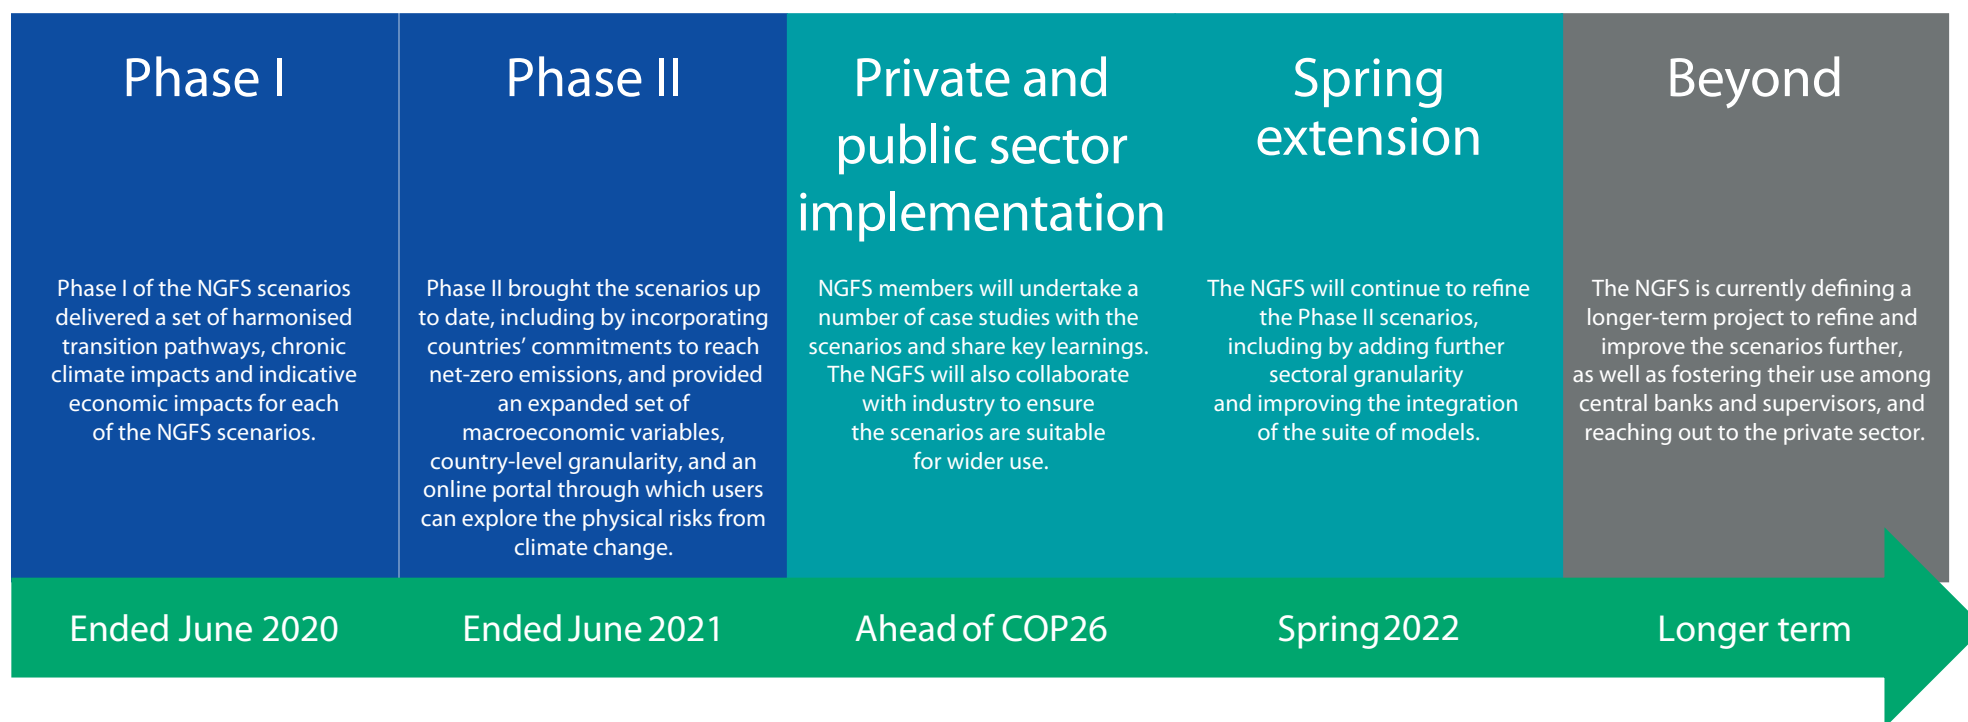 Phase I
Phase I of the NGFS scenarios
delivered a set of harmonised
transition pathways, chronic
climate impacts and indicative
economic impacts for each
of the NGFS scenarios.
Ended June 2020
Phase II
Phase II brought the scenarios up
to date, including by incorporating
countries’ commitments to reach
net-zero emissions, and provided
an expanded set of
macroeconomic variables,
country-level granularity, and an
online portal through which users
can explore the physical risks from
climate change.
Ended June 2021
Private and
public sector
implementation
NGFS members will undertake a
number of case studies with the
scenarios and share key learnings.
The NGFS will also collaborate
with industry to ensure
the scenarios are suitable
for wider use.
Ahead of COP26
Spring
extension
The NGFS will continue to refine
the Phase II scenarios,
including by adding further
sectoral granularity
and improving the integration
of the suite of models.
Spring 2022
Beyond
The NGFS is currently defining a
longer-term project to refine and
improve the scenarios further,
as well as fostering their use among
central banks and supervisors, and
reaching out to the private sector.
Longer term